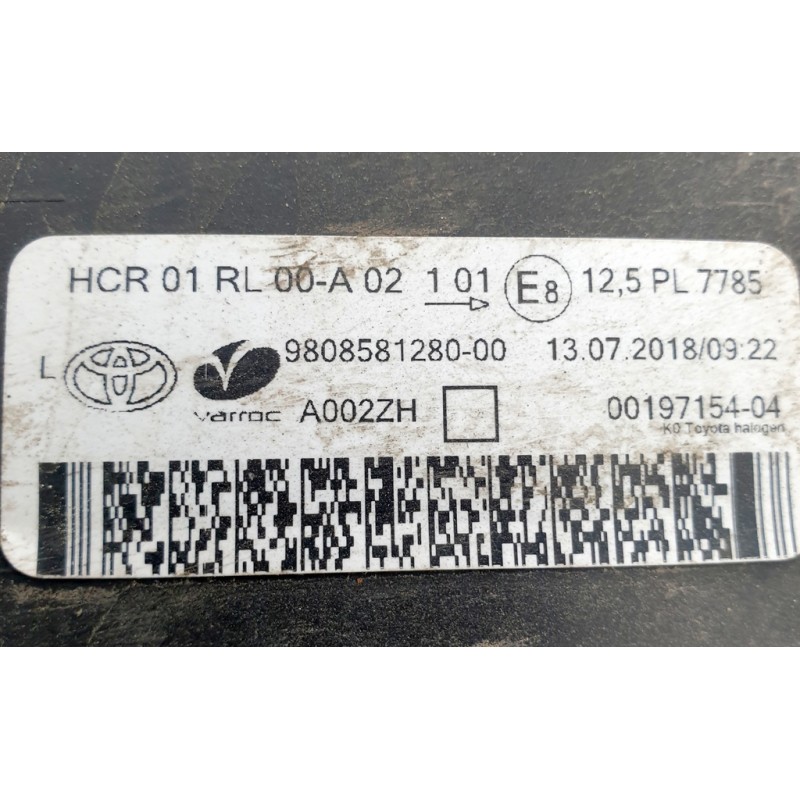 HCR 01 RL 00-A 02 1 01 E8 12,5 PL 7785
L 9808581280-00 13.07.2018/09:22
varroc A002ZH 00197154-04
K0 Toyota halogen